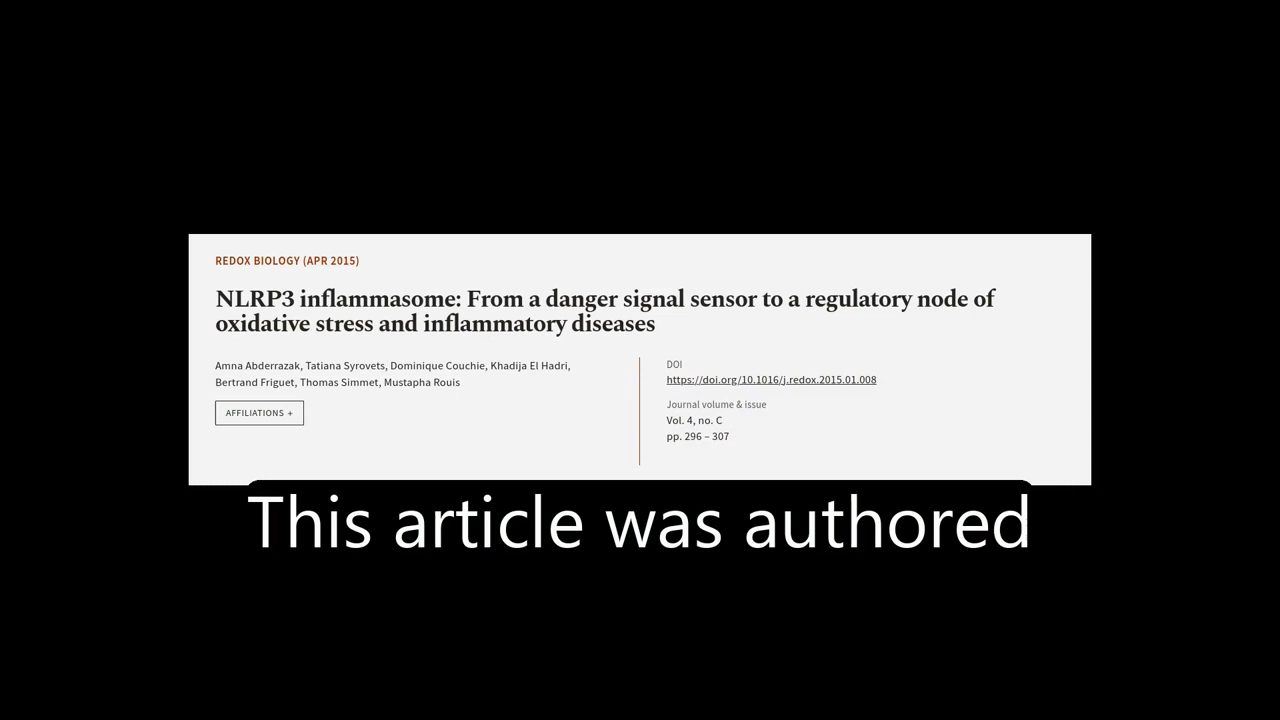 REDOX BIOLOGY (APR 2015)
NLRP3 inflammasome: From a danger signal sensor to a regulatory node of
oxidative stress and inflammatory diseases
Amna Abderrazak, Tatiana Syrovets, Dominique Couchie, Khadija El Hadri,
Bertrand Friguet, Thomas Simmet, Mustapha Rouis
AFFILIATIONS +
DOI
https://doi.org/10.1016/j.redox.2015.01.008
Journal volume & issue
Vol. 4, no. C
pp. 296 – 307
This article was authored